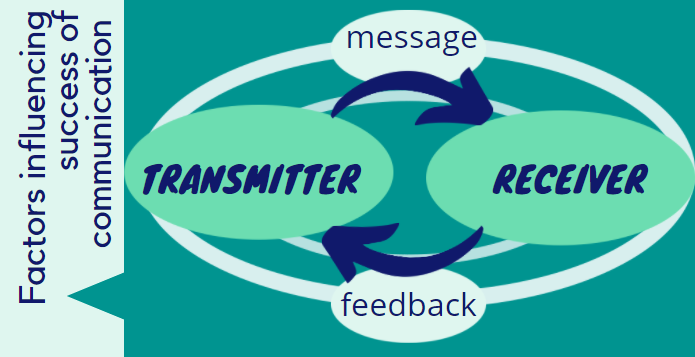 Factors influencing
success of
communication
message
TRANSMITTER
RECEIVER
feedback